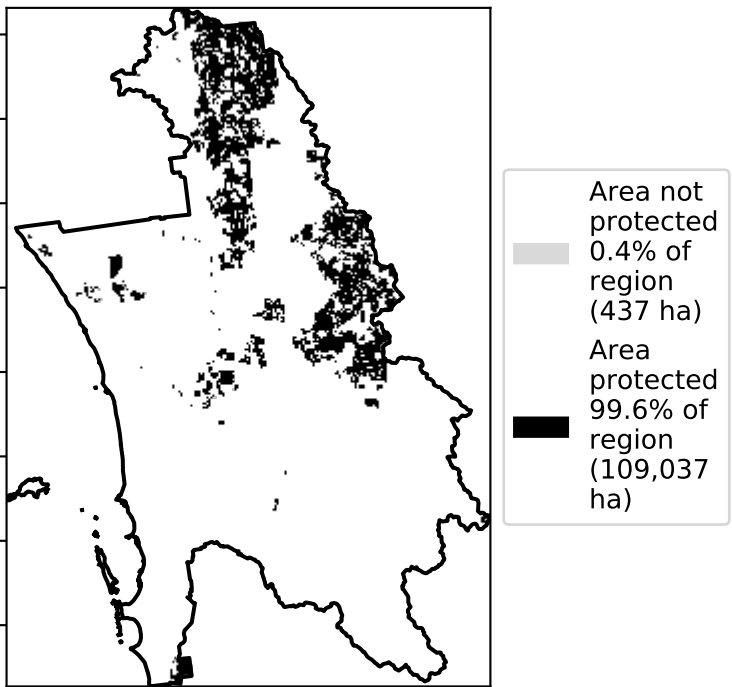 Area not
protected
0.4% of
region
(437 ha)
Area
protected
99.6% of
region
(109,037
ha)